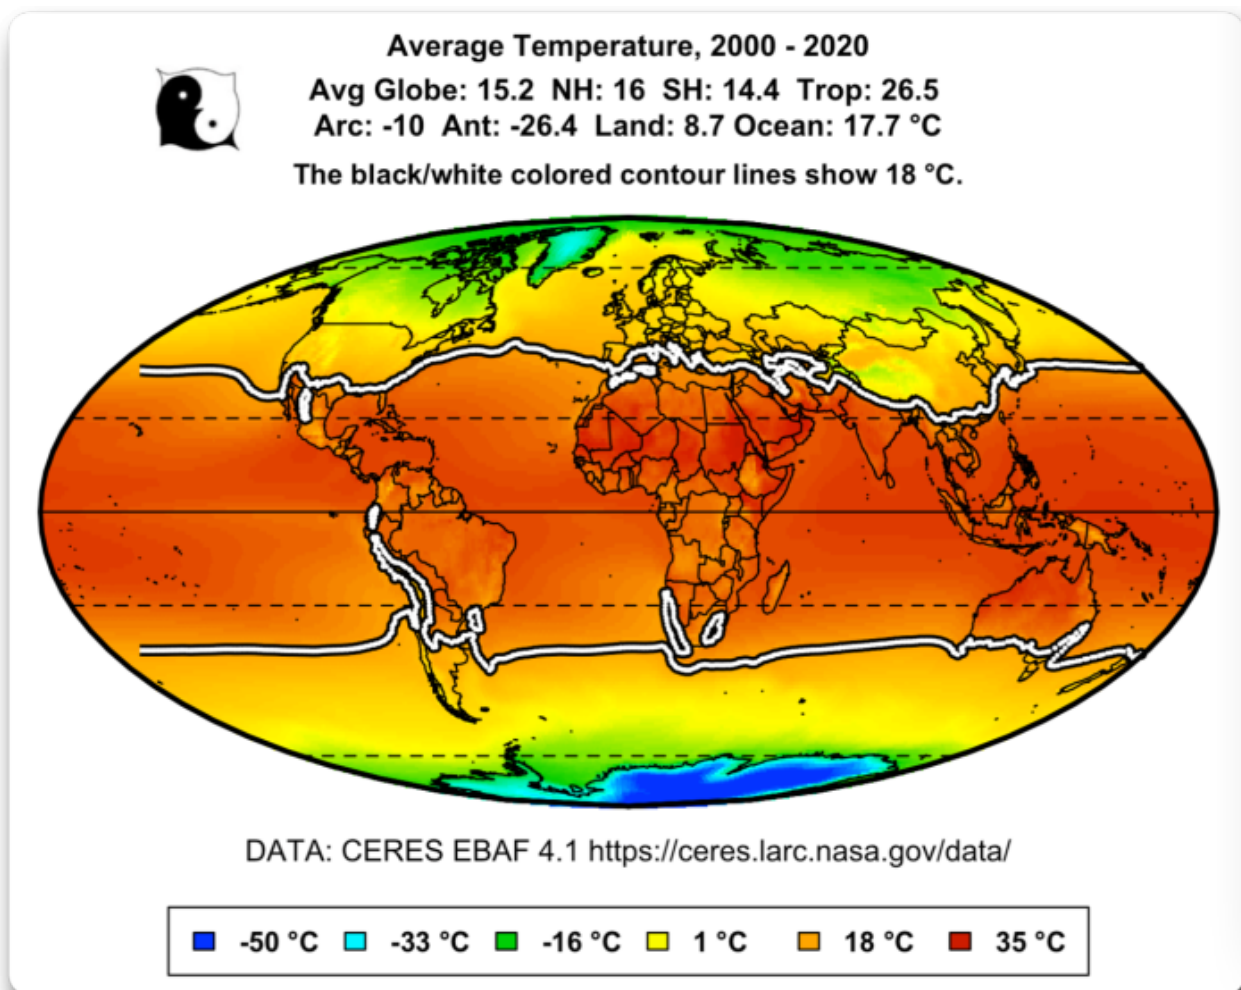 Average Temperature, 2000 - 2020
Avg Globe: 15.2 NH: 16 SH: 14.4 Trop: 26.5
Arc: -10 Ant: -26.4 Land: 8.7 Ocean: 17.7 °C
The black/white colored contour lines show 18 °C.
DATA: CERES EBAF 4.1 https://ceres.larc.nasa.gov/data/
-50 °C -33 °C -16 °C 1 °C 18 °C 35 °C